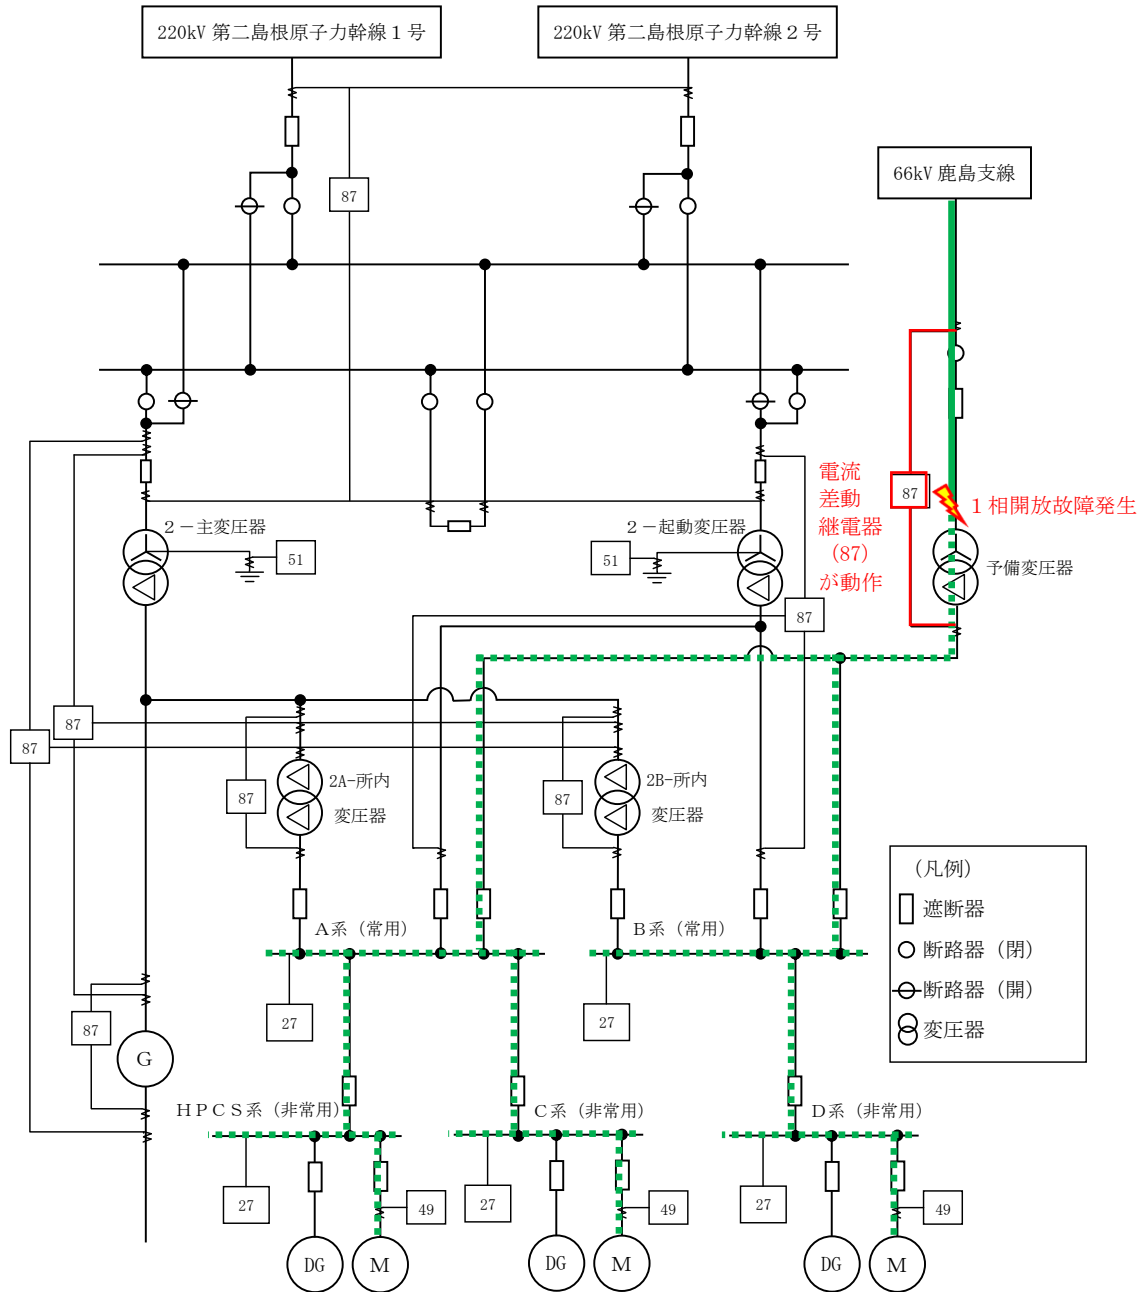 220kV 第二島根原子力幹線１号
220kV 第二島根原子力幹線２号
66kV 鹿島支線
87
電流
差動
継電器
(87)
が動作
87
１相開放故障発生
２－主変圧器
51
２－起動変圧器
51
予備変圧器
87
87
87
87
2A-所内
変圧器
87
2B-所内
変圧器
(凡例)
遮断器
断路器（閉）
断路器（開）
変圧器
A系（常用）
B系（常用）
27
27
87
G
HPCS系（非常用）
C系（非常用）
D系（非常用）
27
49
27
49
27
49
DG
M
DG
M
DG
M